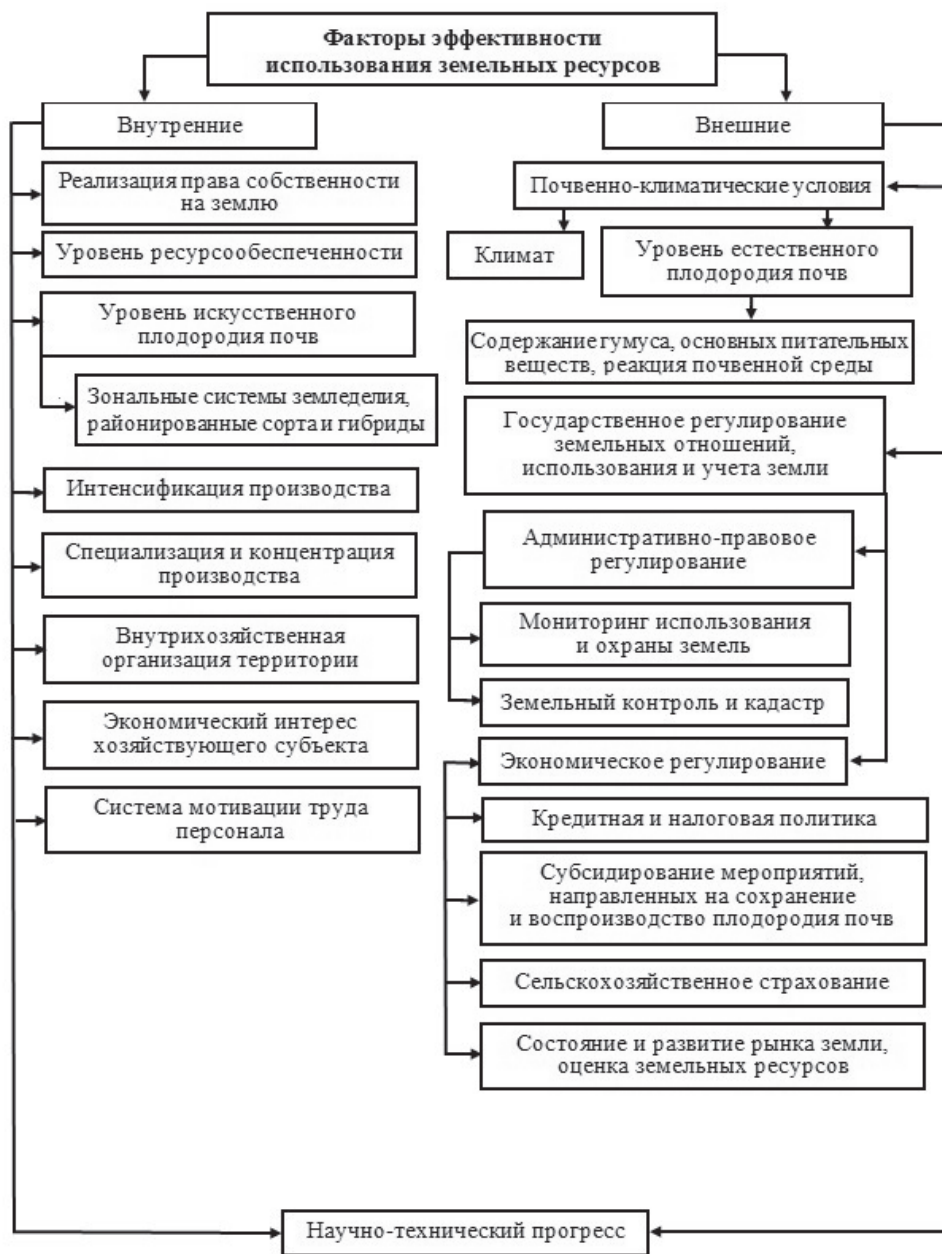 Факторы эффективности
использования земельных ресурсов
Внутренние
Реализация права собственности
на землю
Уровень ресурсообеспеченности
Уровень искусственного
плодородия почв
Зональные системы земледелия,
районированные сорта и гибриды
Интенсификация производства
Специализация и концентрация
производства
Внутрихозяйственная
организация территории
Экономический интерес
хозяйствующего субъекта
Система мотивации труда
персонала
Внешние
Почвенно-климатические условия
Климат
Уровень естественного
плодородия почв
Содержание гумуса, основных питательных
веществ, реакция почвенной среды
Государственное регулирование
земельных отношений,
использования и учета земли
Административно-правовое
регулирование
Мониторинг использования
и охраны земель
Земельный контроль и кадастр
Экономическое регулирование
Кредитная и налоговая политика
Субсидирование мероприятий,
направленных на сохранение
и воспроизводство плодородия почв
Сельскохозяйственное страхование
Состояние и развитие рынка земли,
оценка земельных ресурсов
Научно-технический прогресс